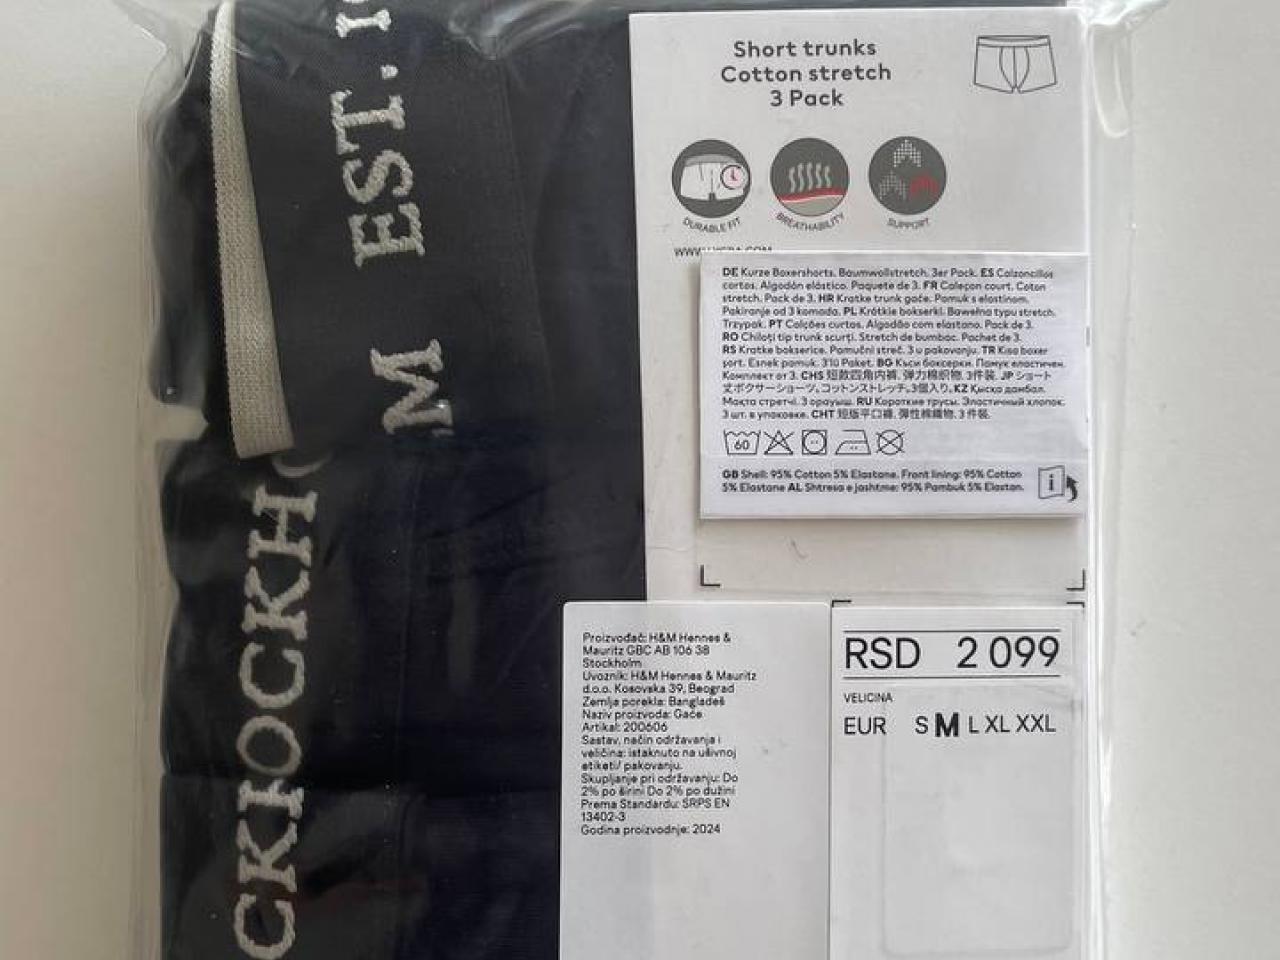 EST.
M
CKHOLM
CKIOCKH
Short trunks
Cotton stretch
3 Pack
DURABLE FIT
BREATHABILITY
SUPPORT
DE Kurze Boxershorts. Baumwollstretch. 3er Pack. ES Calzoncillos
cortos. Algodón elástico. Paquete de 3. FR Caleçon court. Coton
stretch. Pack de 3. HR Kratke trunk gaće. Pamuk s elastinom.
Pakiranje od 3 komada. PL Krótkie bokserki. Bawełna typu stretch.
Trzypak. PT Calções curtos. Algodão com elastano. Pack de 3.
RO Chiloți tip trunk scurți. Stretch de bumbac. Pachet de 3.
RS Kratke bokserice. Pamučni streč. 3 u pakovanju. TR Kısa boxer
şort. Esnek pamuk. 3'lü Paket. BG Къси боксерки. Памук еластичен.
Комплект от 3. CHS 短款四角内裤. 弹力棉织物. 3件装. JP ショート
丈ボクサーショーツ。コットンストレッチ。3個入り。 KZ Қысқа дамбал.
Мақта стретчі. 3 орауыш. RU Короткие трусы. Эластичный хлопок.
3 шт. в упаковке. CHT 短版平口褲. 彈性棉織物. 3 件裝.
60
GB Shell: 95% Cotton 5% Elastane. Front lining: 95% Cotton
5% Elastane AL Shtresa e jashtme: 95% Pambuk 5% Elastan.
i
Proizvođač: H&M Hennes &
Mauritz GBC AB 106 38
Stockholm
Uvoznik: H&M Hennes & Mauritz
d.o.o. Kosovska 39, Beograd
Zemlja porekla: Bangladeš
Naziv proizvoda: Gaće
Artikal: 200606
Sastav, način održavanja i
veličina: istaknuto na ušivnoj
etiketi/ pakovanju.
Skupljanje pri održavanju: Do
2% po širini Do 2% po dužini
Prema Standardu: SRPS EN
13402-3
Godina proizvodnje: 2024
RSD 2 099
VELICINA
EUR S M L XL XXL